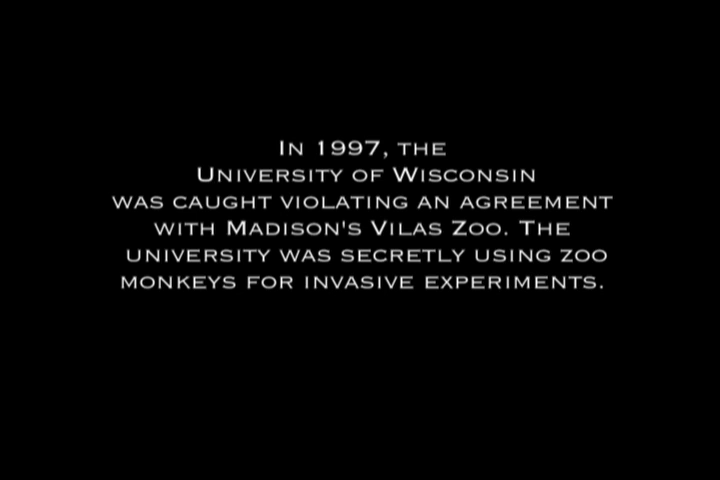 In 1997, the
University of Wisconsin
was caught violating an agreement
with Madison's Vilas Zoo. The
university was secretly using zoo
monkeys for invasive experiments.